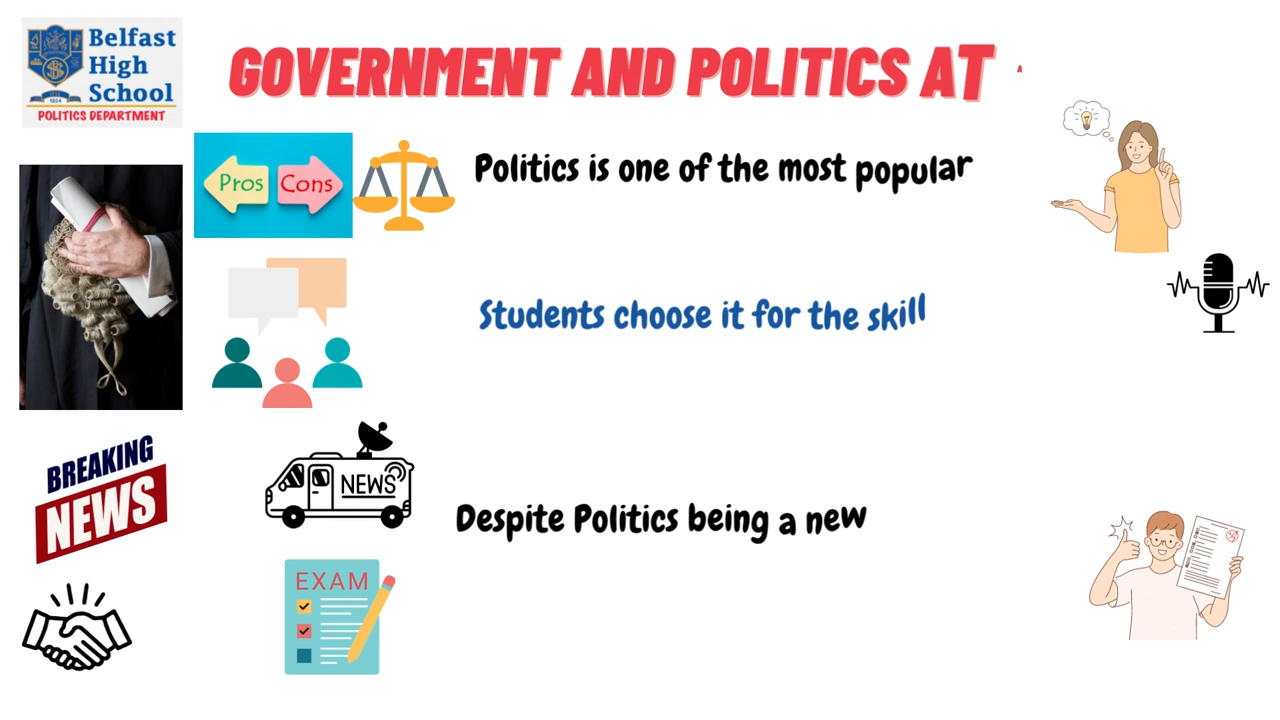 Belfast
High
School
POLITICS DEPARTMENT
GOVERNMENT AND POLITICS AT
Pros
Cons
Politics is one of the most popular
Students choose it for the skill
BREAKING
NEWS
NEWS
Despite Politics being a new
EXAM